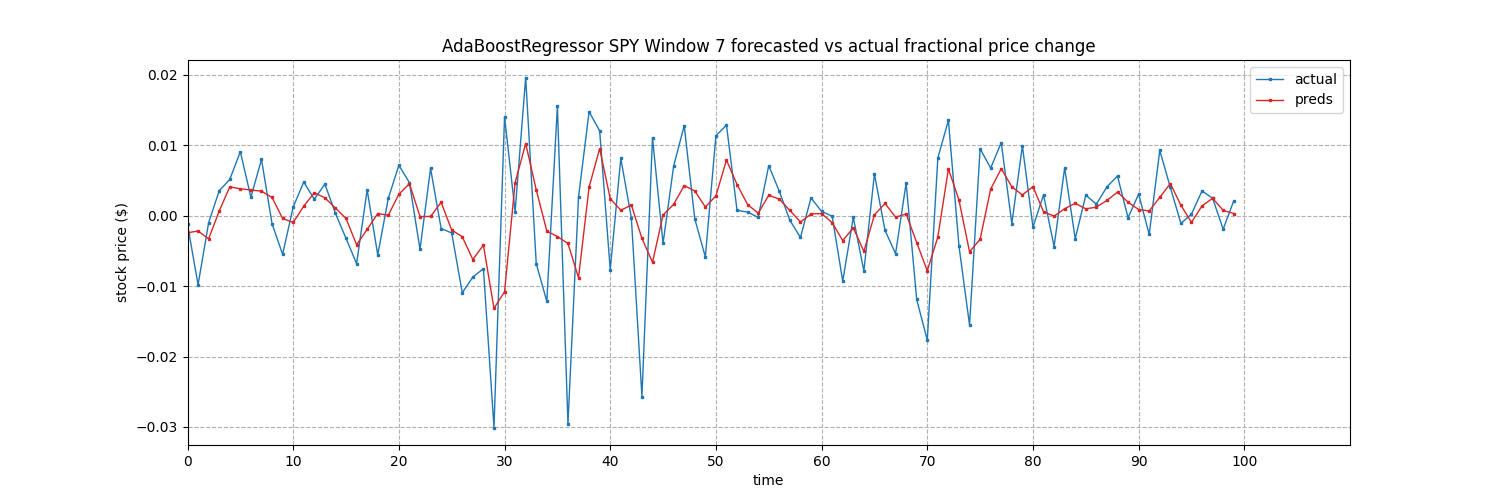 AdaBoostRegressor SPY Window 7 forecasted vs actual fractional price change
actual
preds
stock price ($)
0.02
0.01
0.00
−0.01
−0.02
−0.03
0 10 20 30 40 50 60 70 80 90 100
time